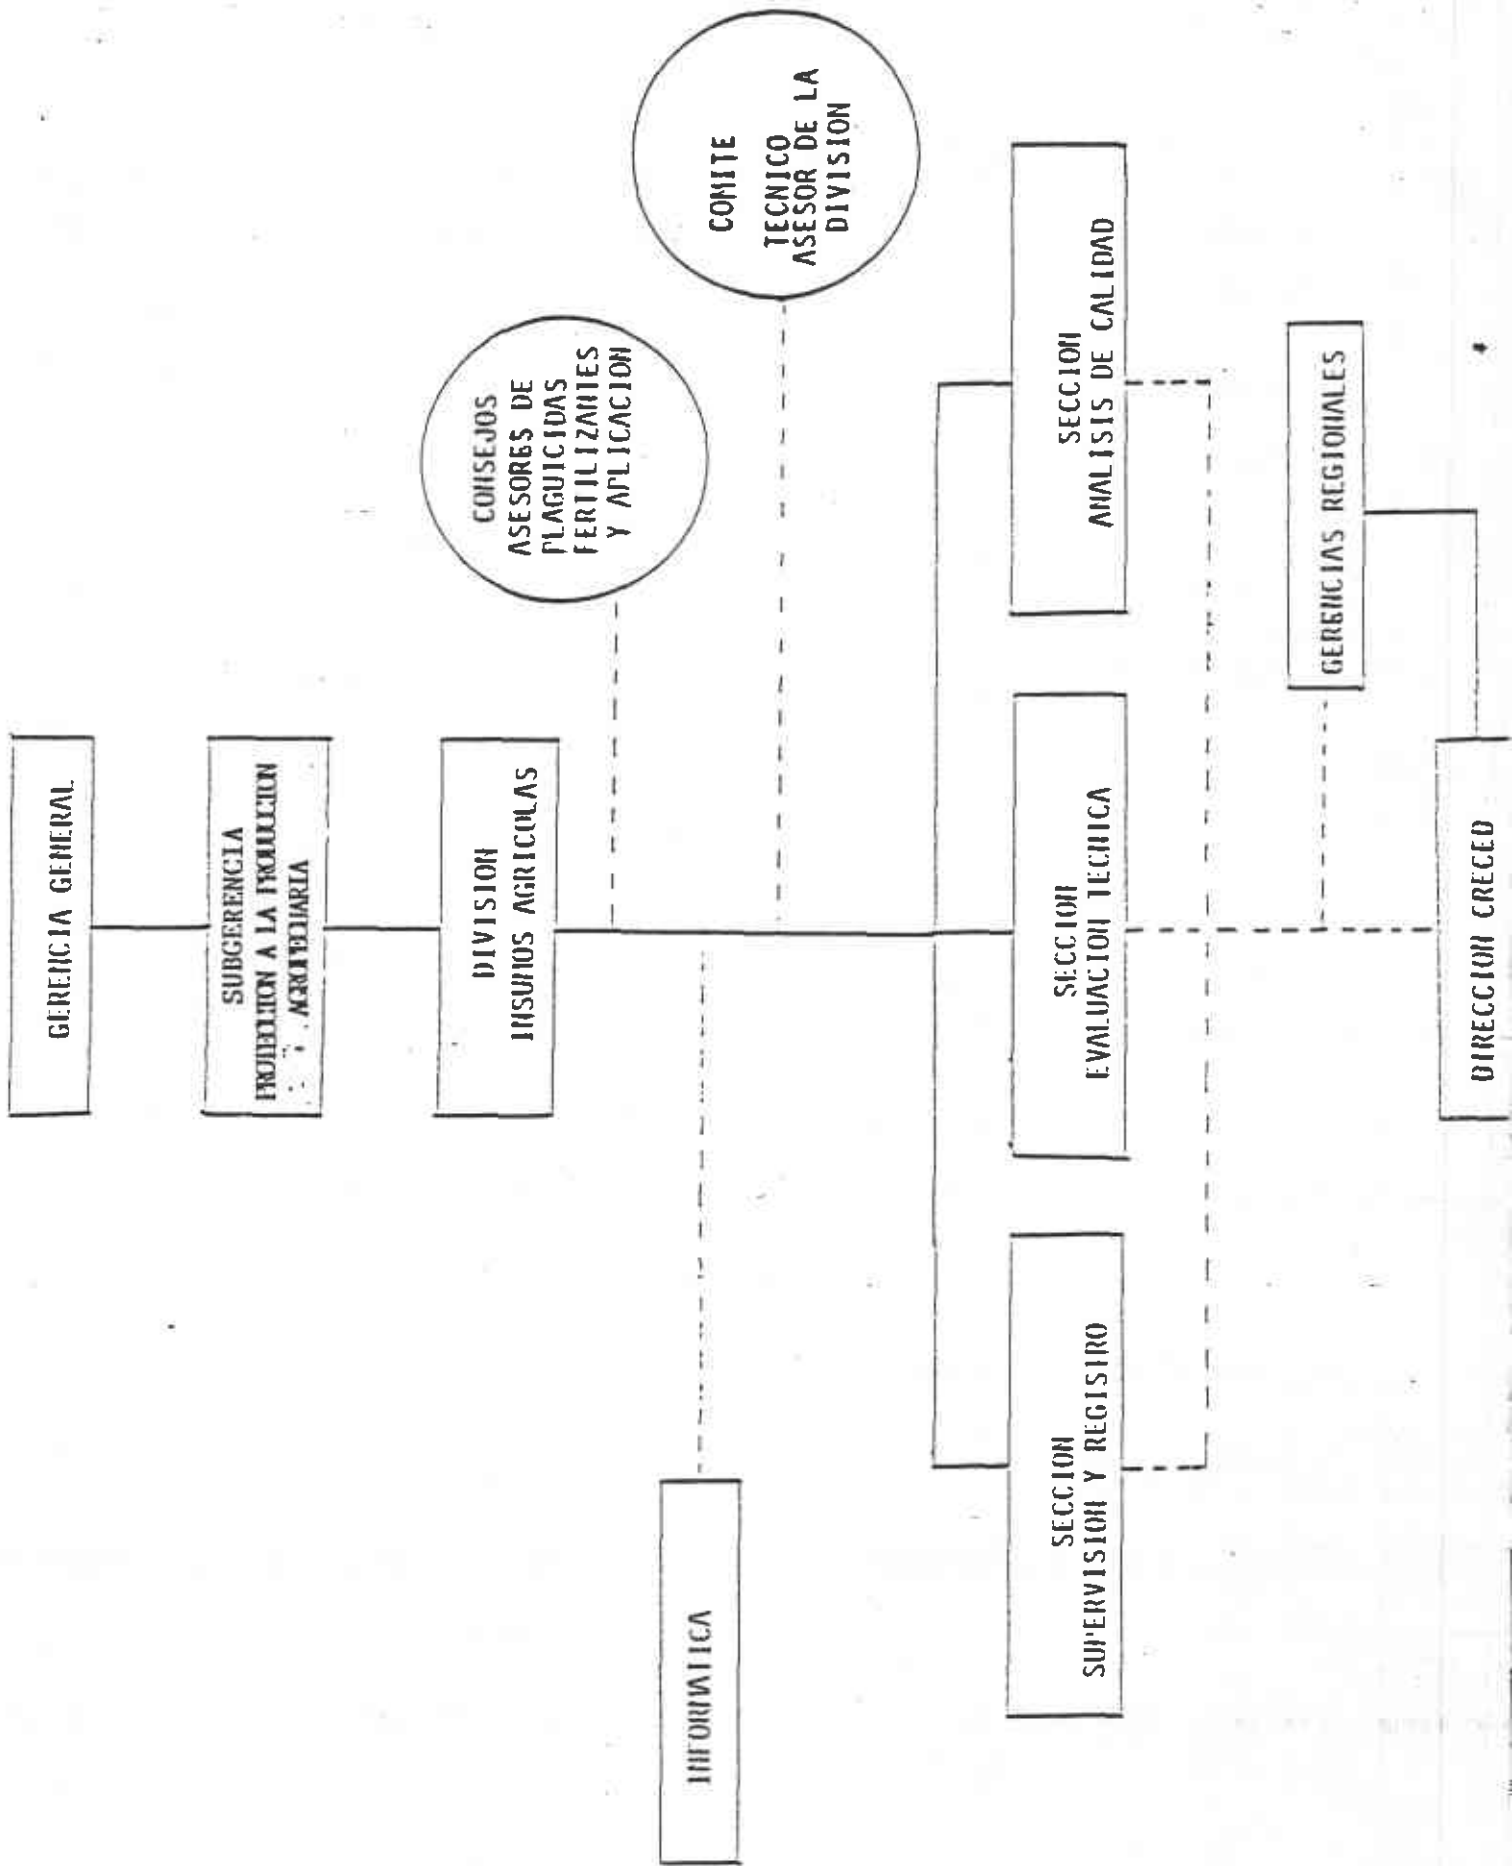 GERENCIA GENERAL
SUBGERENCIA
PROTECCION A LA PRODUCCION
AGROPECUARIA
DIVISION
INSUMOS AGRICOLAS
CONSEJOS
ASESORES DE
PLAGUICIDAS
FERTILIZANTES
Y APLICACION
INFORMATICA
COMITE
TECNICO
ASESOR DE LA
DIVISION
SECCION
SUPERVISION Y REGISTRO
SECCION
EVALUACION TECNICA
SECCION
ANALISIS DE CALIDAD
GERENCIAS REGIONALES
DIRECCION CRECED